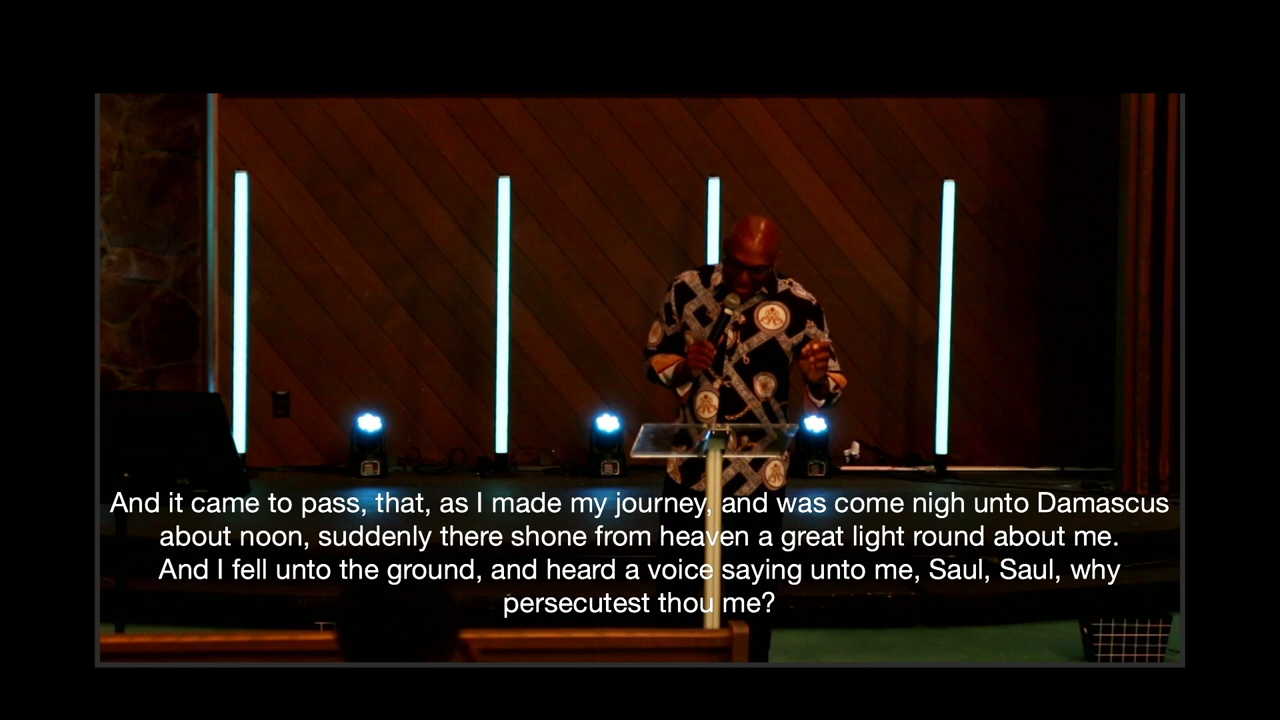 And it came to pass, that, as I made my journey, and was come nigh unto Damascus
about noon, suddenly there shone from heaven a great light round about me.
And I fell unto the ground, and heard a voice saying unto me, Saul, Saul, why
persecutest thou me?